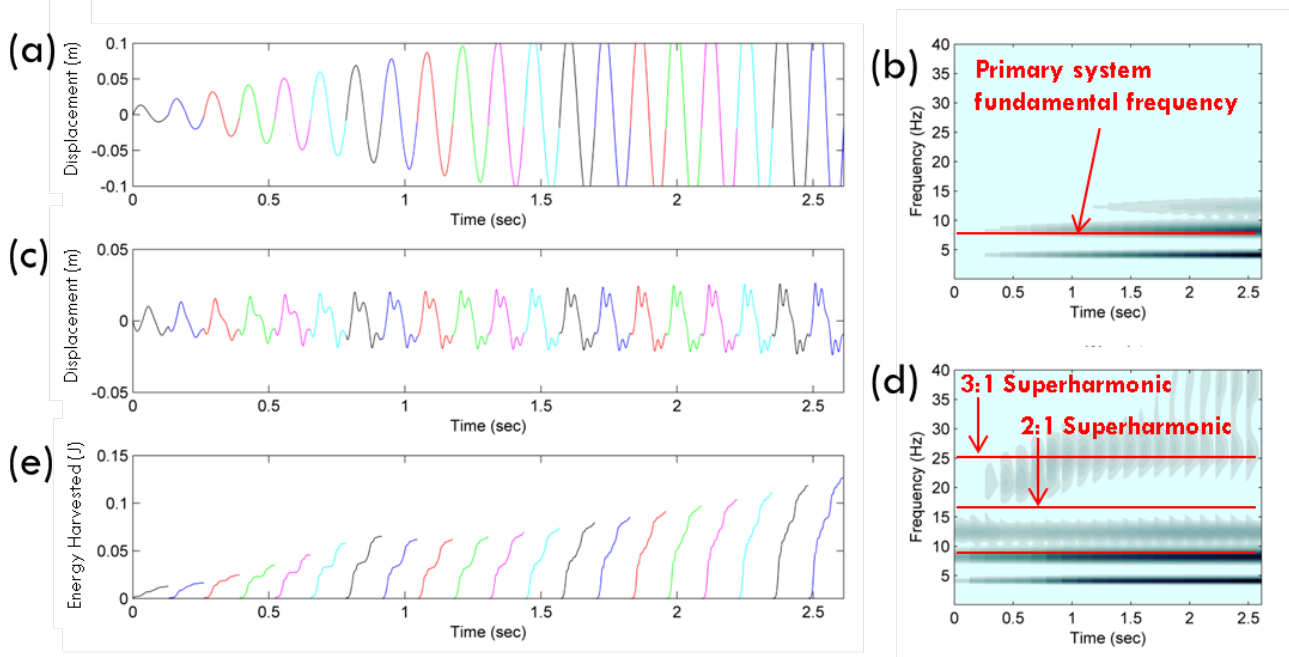 (a)
Displacement (m)
0.1
0.05
0
-0.05
-0.1
0 0.5 1 1.5 2 2.5
Time (sec)
(b)
Primary system
fundamental frequency
Frequency (Hz)
40
35
30
25
20
15
10
5
0 0.5 1 1.5 2 2.5
Time (sec)
(c)
Displacement (m)
0.05
0
-0.05
0 0.5 1 1.5 2 2.5
Time (sec)
(d)
3:1 Superharmonic
2:1 Superharmonic
Frequency (Hz)
40
35
30
25
20
15
10
5
0 0.5 1 1.5 2 2.5
Time (sec)
(e)
Energy Harvested (J)
0.15
0.1
0.05
0
0 0.5 1 1.5 2 2.5
Time (sec)